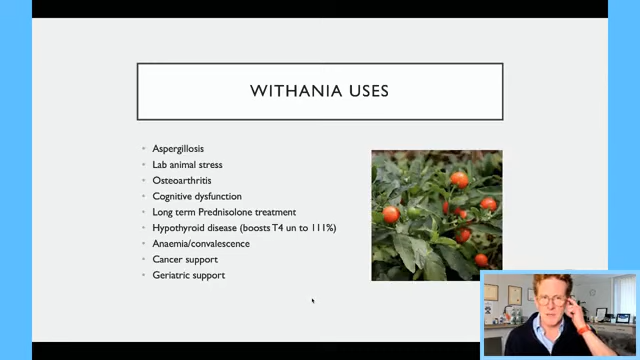 WITHANIA USES
• Aspergillosis
• Lab animal stress
• Osteoarthritis
• Cognitive dysfunction
• Long term Prednisolone treatment
• Hypothyroid disease (boosts T4 un to 111%)
• Anaemia/convalescence
• Cancer support
• Geriatric support